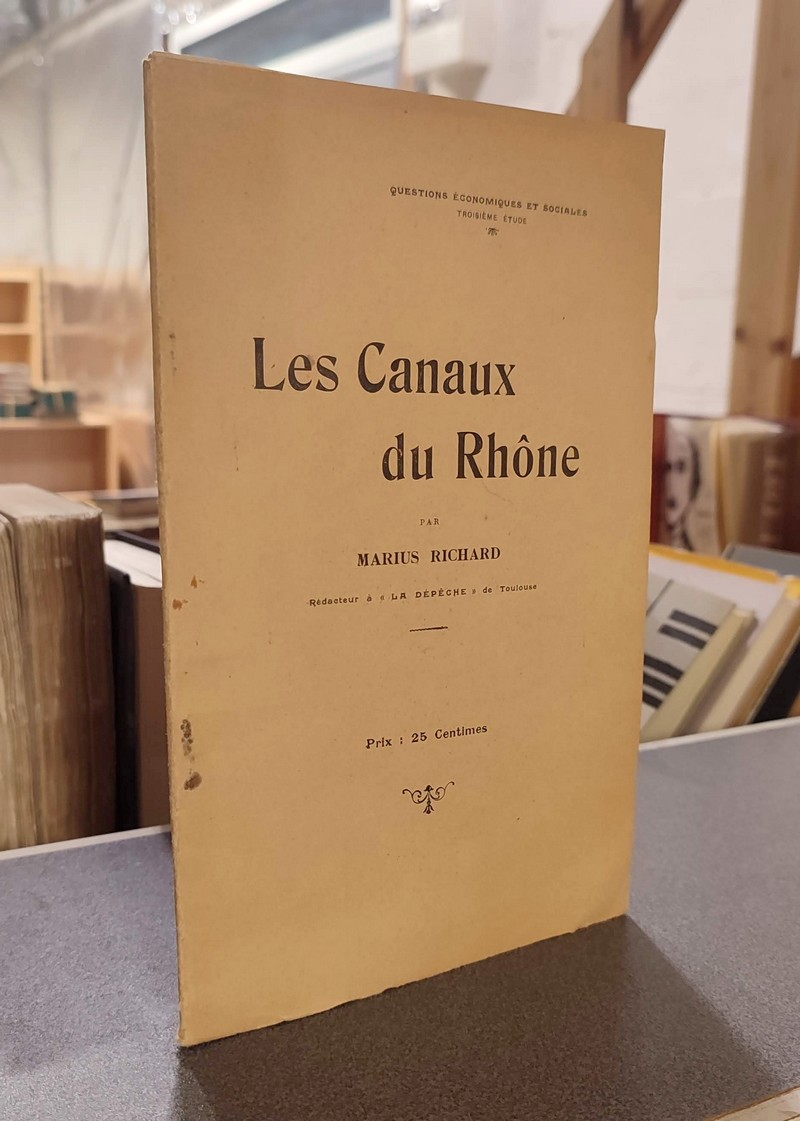 QUESTIONS ÉCONOMIQUES ET SOCIALES
TROISIÈME ÉTUDE
Les Canaux
du Rhône
PAR
MARIUS RICHARD
Rédacteur à « LA DÉPÊCHE » de Toulouse
Prix : 25 Centimes